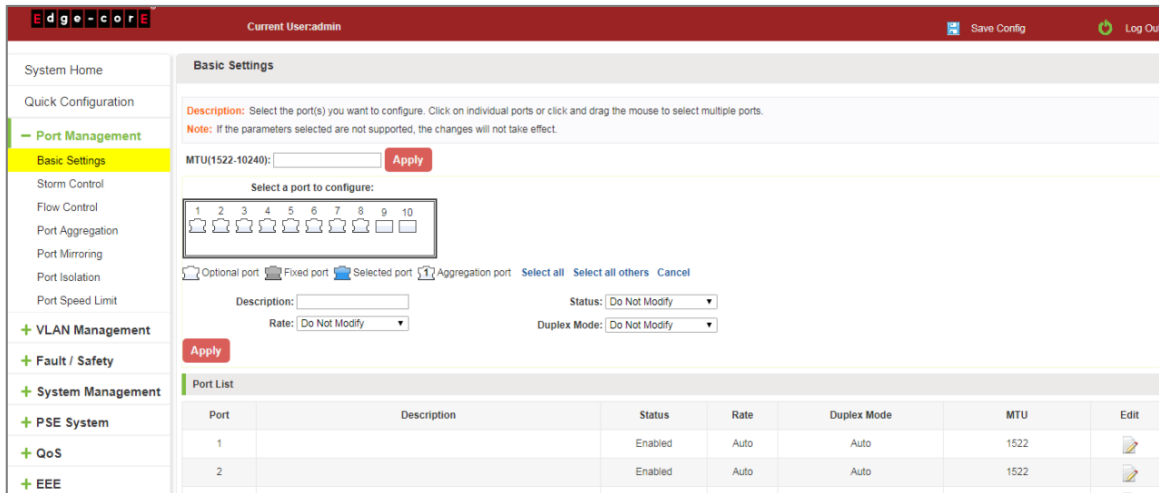 Edge-corE
Current User:admin
Save Config
Log Out
System Home
Quick Configuration
− Port Management
Basic Settings
Storm Control
Flow Control
Port Aggregation
Port Mirroring
Port Isolation
Port Speed Limit
+ VLAN Management
+ Fault / Safety
+ System Management
+ PSE System
+ QoS
+ EEE
Basic Settings
Description: Select the port(s) you want to configure. Click on individual ports or click and drag the mouse to select multiple ports.
Note: If the parameters selected are not supported, the changes will not take effect.
MTU(1522-10240): Apply
Select a port to configure:
1 2 3 4 5 6 7 8 9 10
Optional port Fixed port Selected port 1 Aggregation port Select all Select all others Cancel
Description: Status: Do Not Modify
Rate: Do Not Modify Duplex Mode: Do Not Modify
Apply
Port List
Port Description Status Rate Duplex Mode MTU Edit
1 Enabled Auto Auto 1522
2 Enabled Auto Auto 1522